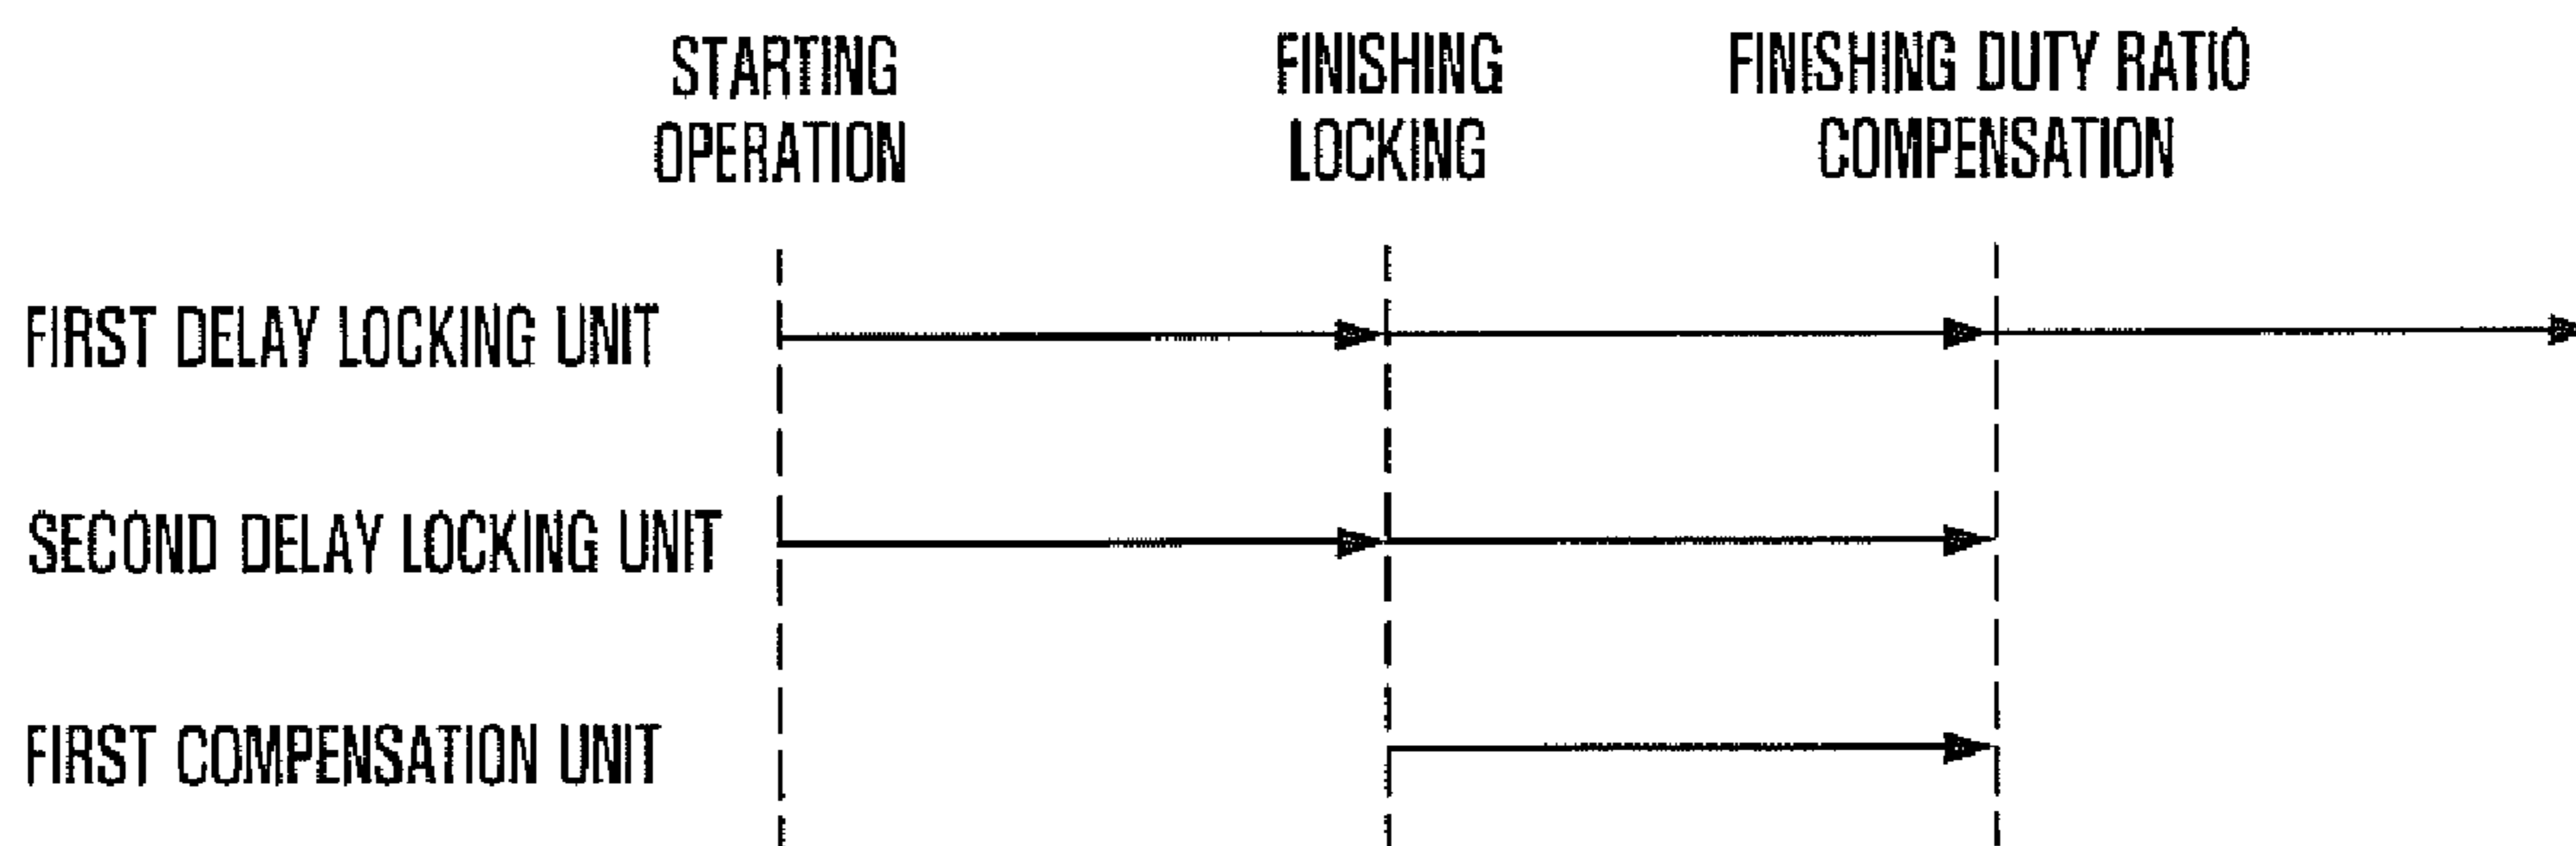 STARTING
OPERATION
FINISHING
LOCKING
FINISHING DUTY RATIO
COMPENSATION
FIRST DELAY LOCKING UNIT
SECOND DELAY LOCKING UNIT
FIRST COMPENSATION UNIT